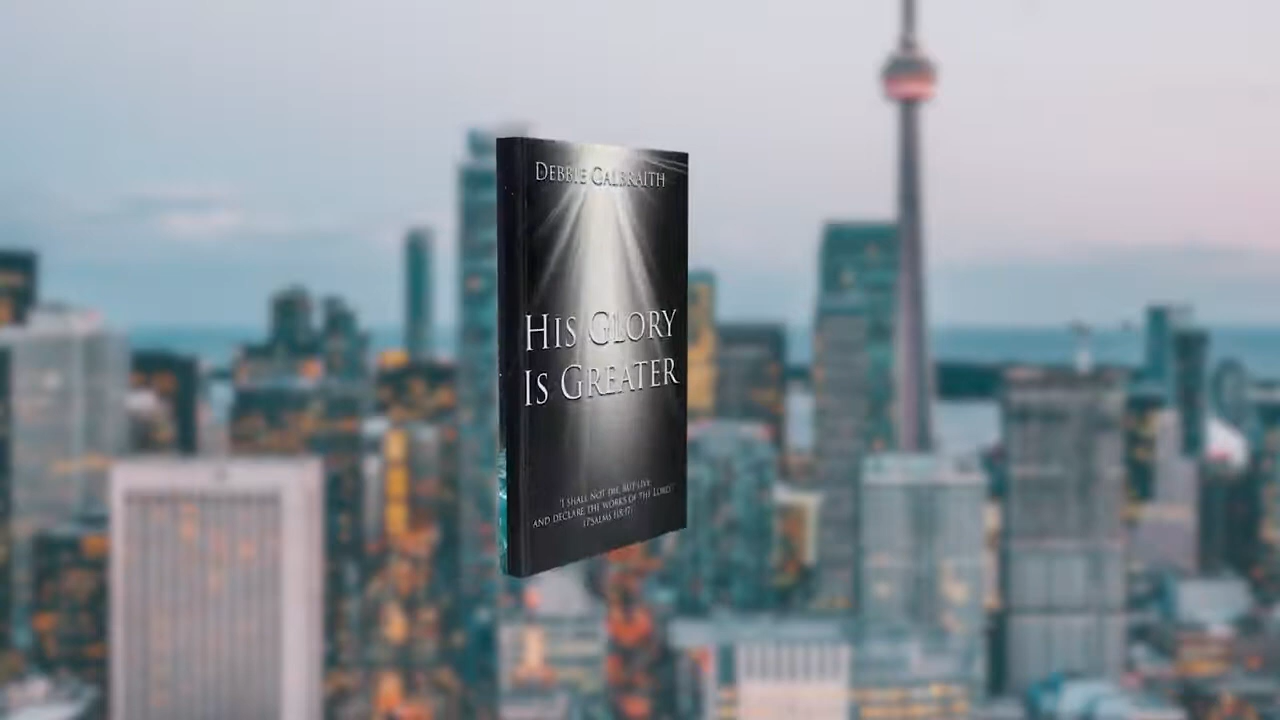 DEBBIE GALBRAITH
HIS GLORY
IS GREATER
"I SHALL NOT DIE, BUT LIVE
AND DECLARE THE WORKS OF THE LORD."
(PSALMS 118:17)